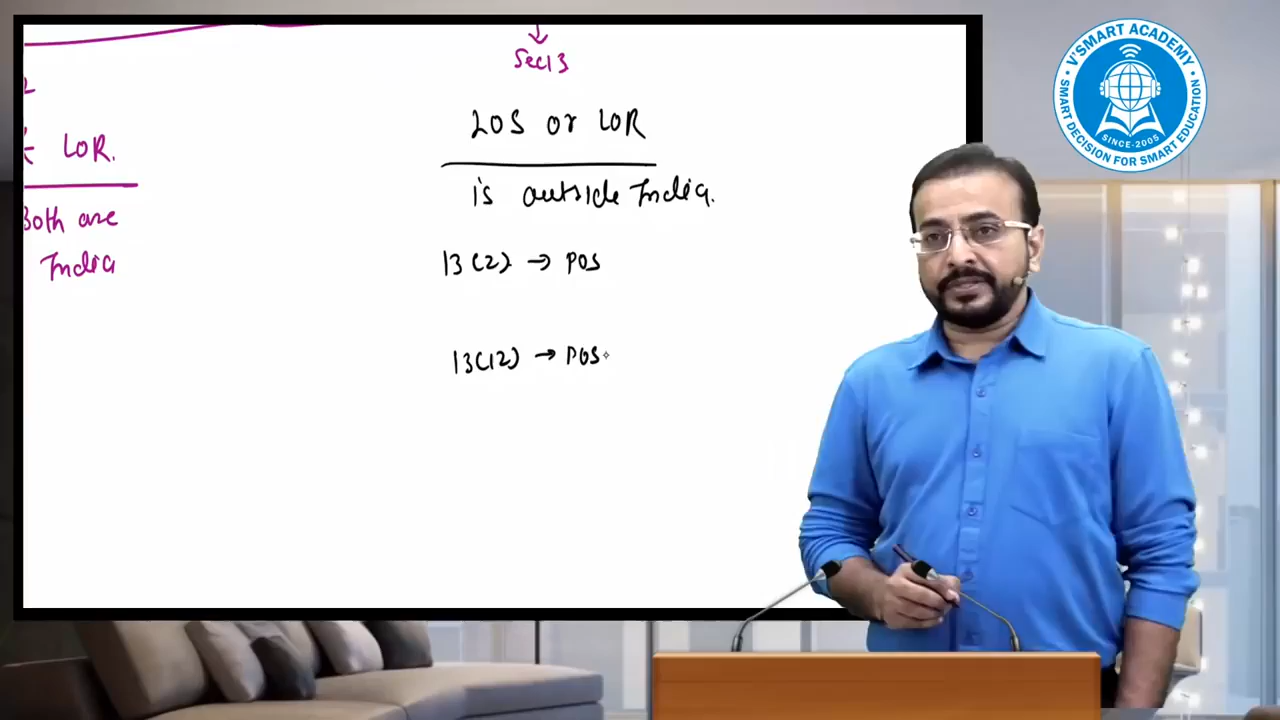 Sec13
LOR.
Both are
India
LOS or LOR
is outside India.
13(2) → POS
13(12) → POS
V'SMART ACADEMY
SINCE-2005
SMART DECISION FOR SMART EDUCATION